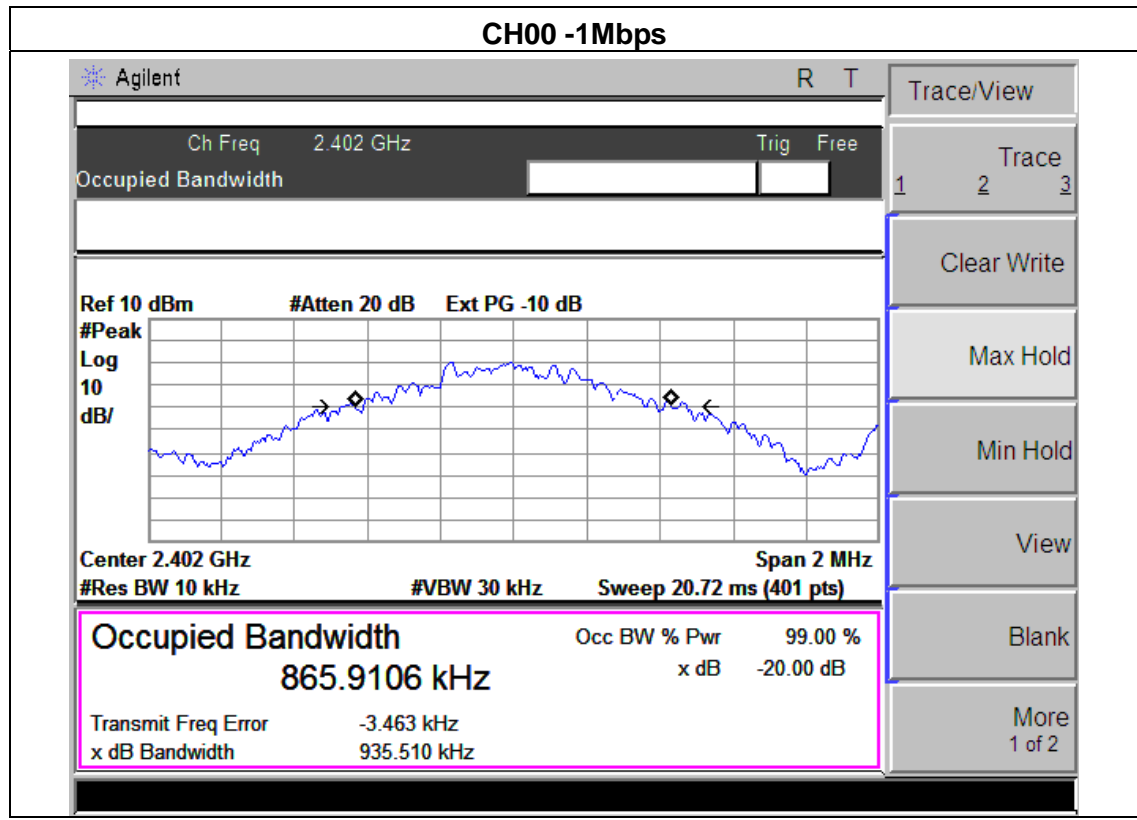 CH00 -1Mbps
Agilent R T
Ch Freq 2.402 GHz Trig Free
Occupied Bandwidth
Ref 10 dBm #Atten 20 dB Ext PG -10 dB
#Peak
Log
10
dB/
Center 2.402 GHz Span 2 MHz
#Res BW 10 kHz #VBW 30 kHz Sweep 20.72 ms (401 pts)
Occupied Bandwidth Occ BW % Pwr 99.00 %
865.9106 kHz x dB -20.00 dB
Transmit Freq Error -3.463 kHz
x dB Bandwidth 935.510 kHz
Trace/View
Trace
1 2 3
Clear Write
Max Hold
Min Hold
View
Blank
More
1 of 2